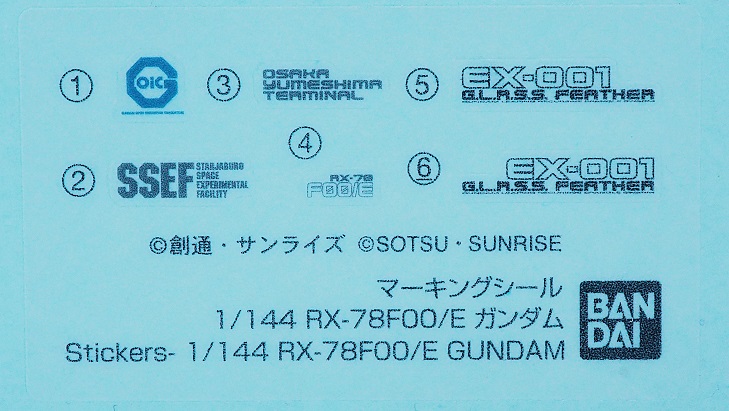 ① OiC
③ OSAKA
YUMESHIMA
TERMINAL
⑤ EX-001
G.L.A.S.S. FEATHER
② SSEF STARJABURO
SPACE
EXPERIMENTAL
FACILITY
④ RX-78
F00/E
⑥ EX-001
G.L.A.S.S. FEATHER
©創通・サンライズ ©SOTSU・SUNRISE
マーキングシール
1/144 RX-78F00/E ガンダム
Stickers- 1/144 RX-78F00/E GUNDAM
BAN
DAI